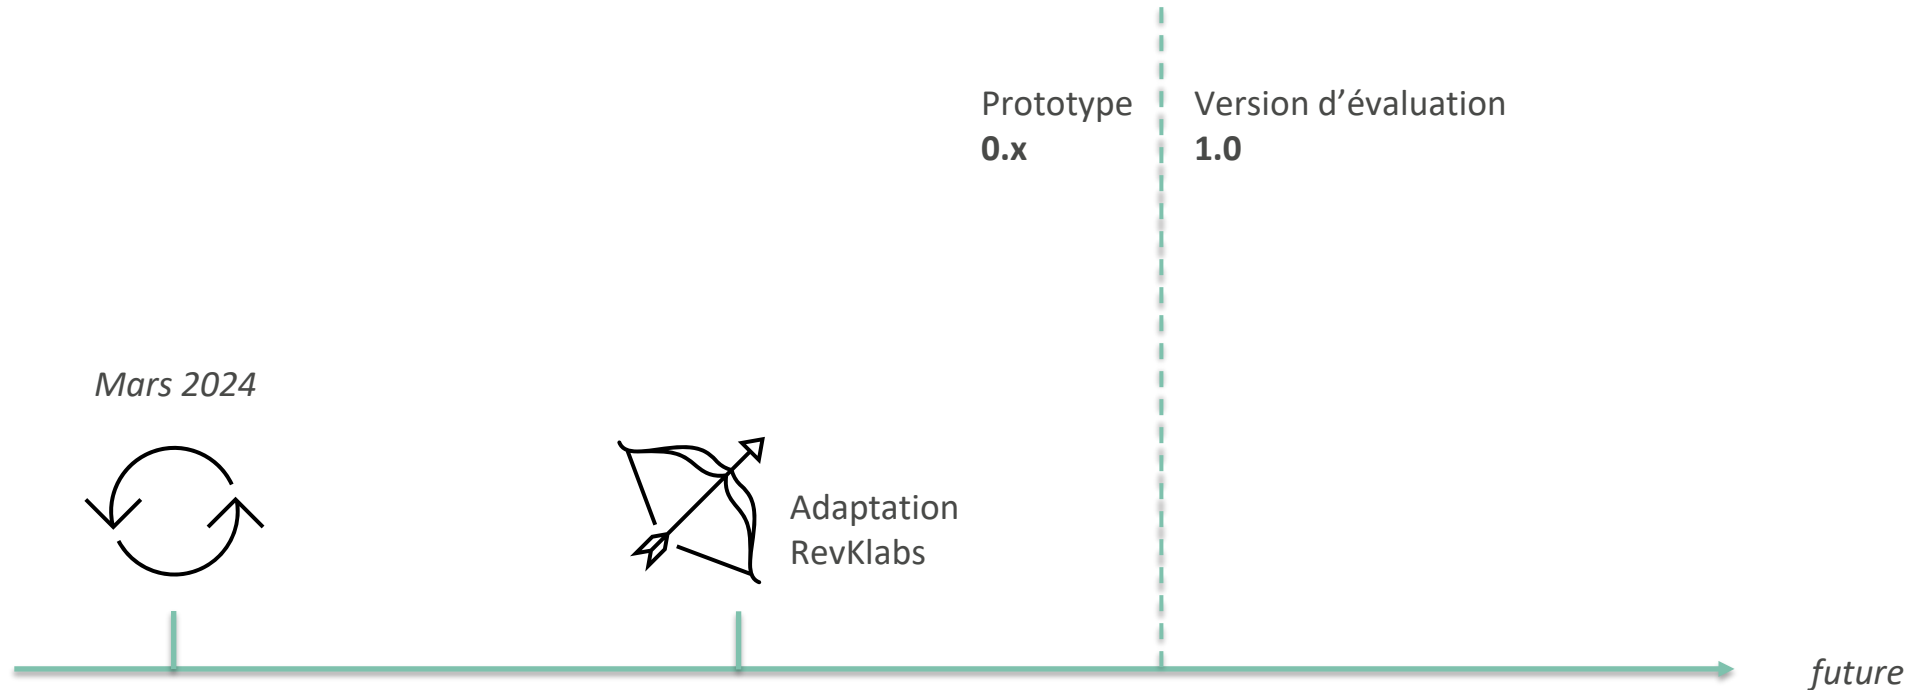 Prototype
0.x
Version d’évaluation
1.0
Mars 2024
Adaptation
RevKlabs
future